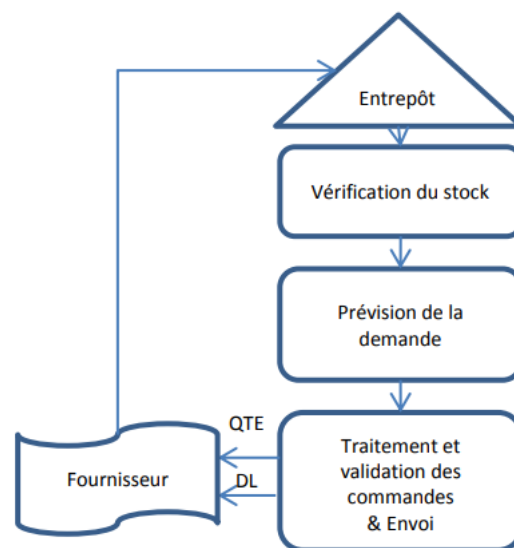 Entrepôt
Vérification du stock
Prévision de la
demande
QTE
Traitement et
validation des
commandes
& Envoi
Fournisseur
DL